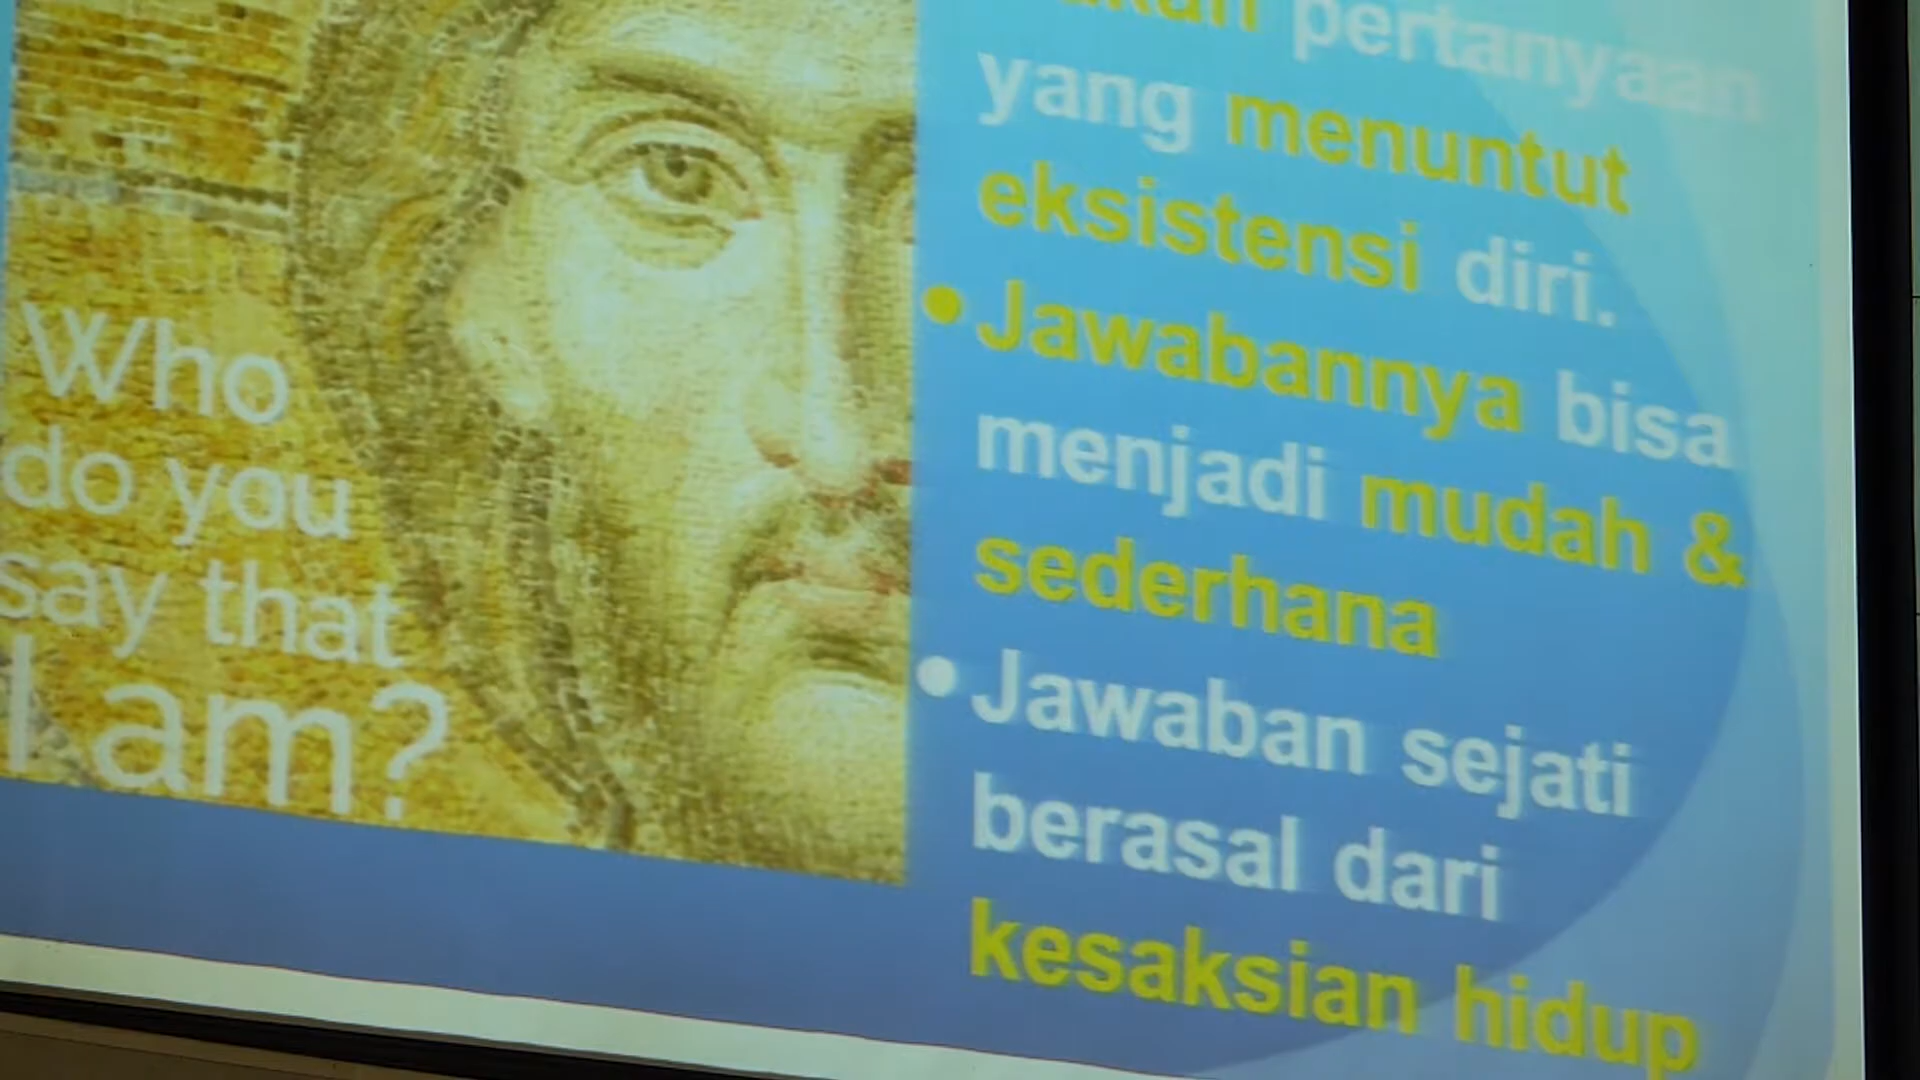 Who
do you
say that
I am?
pertanyaan
yang menuntut
eksistensi diri.
• Jawabannya bisa
menjadi mudah &
sederhana
• Jawaban sejati
berasal dari
kesaksian hidup